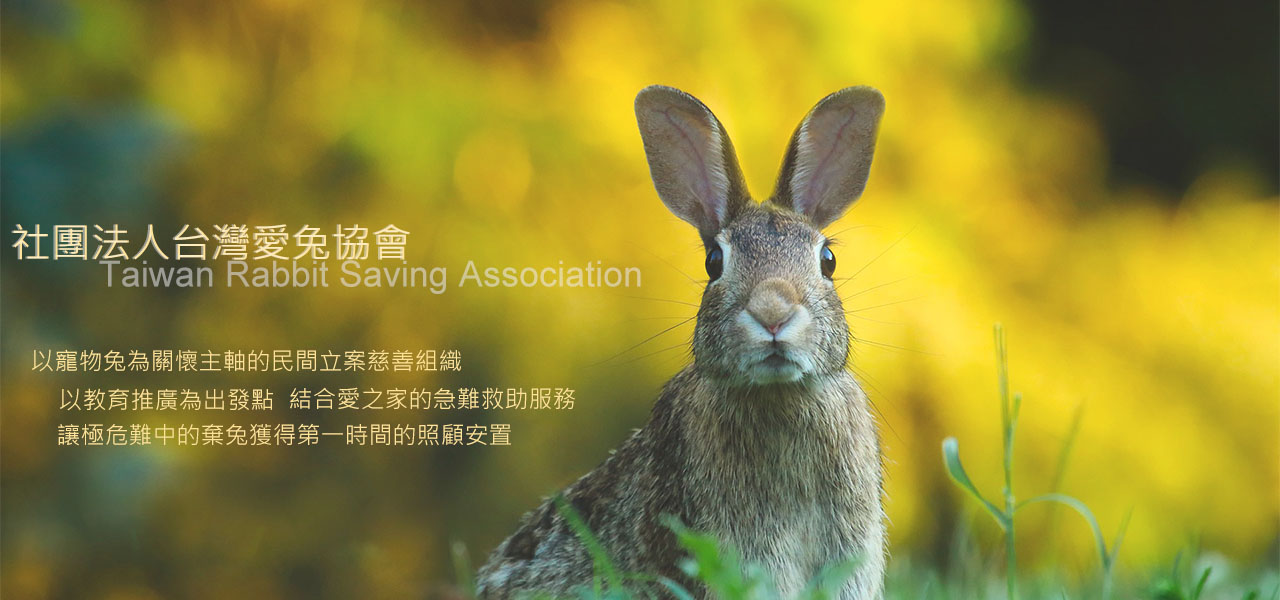 社團法人台灣愛兔協會
Taiwan Rabbit Saving Association
以寵物兔為關懷主軸的民間立案慈善組織
以教育推廣為出發點 結合愛之家的急難救助服務
讓極危難中的棄兔獲得第一時間的照顧安置